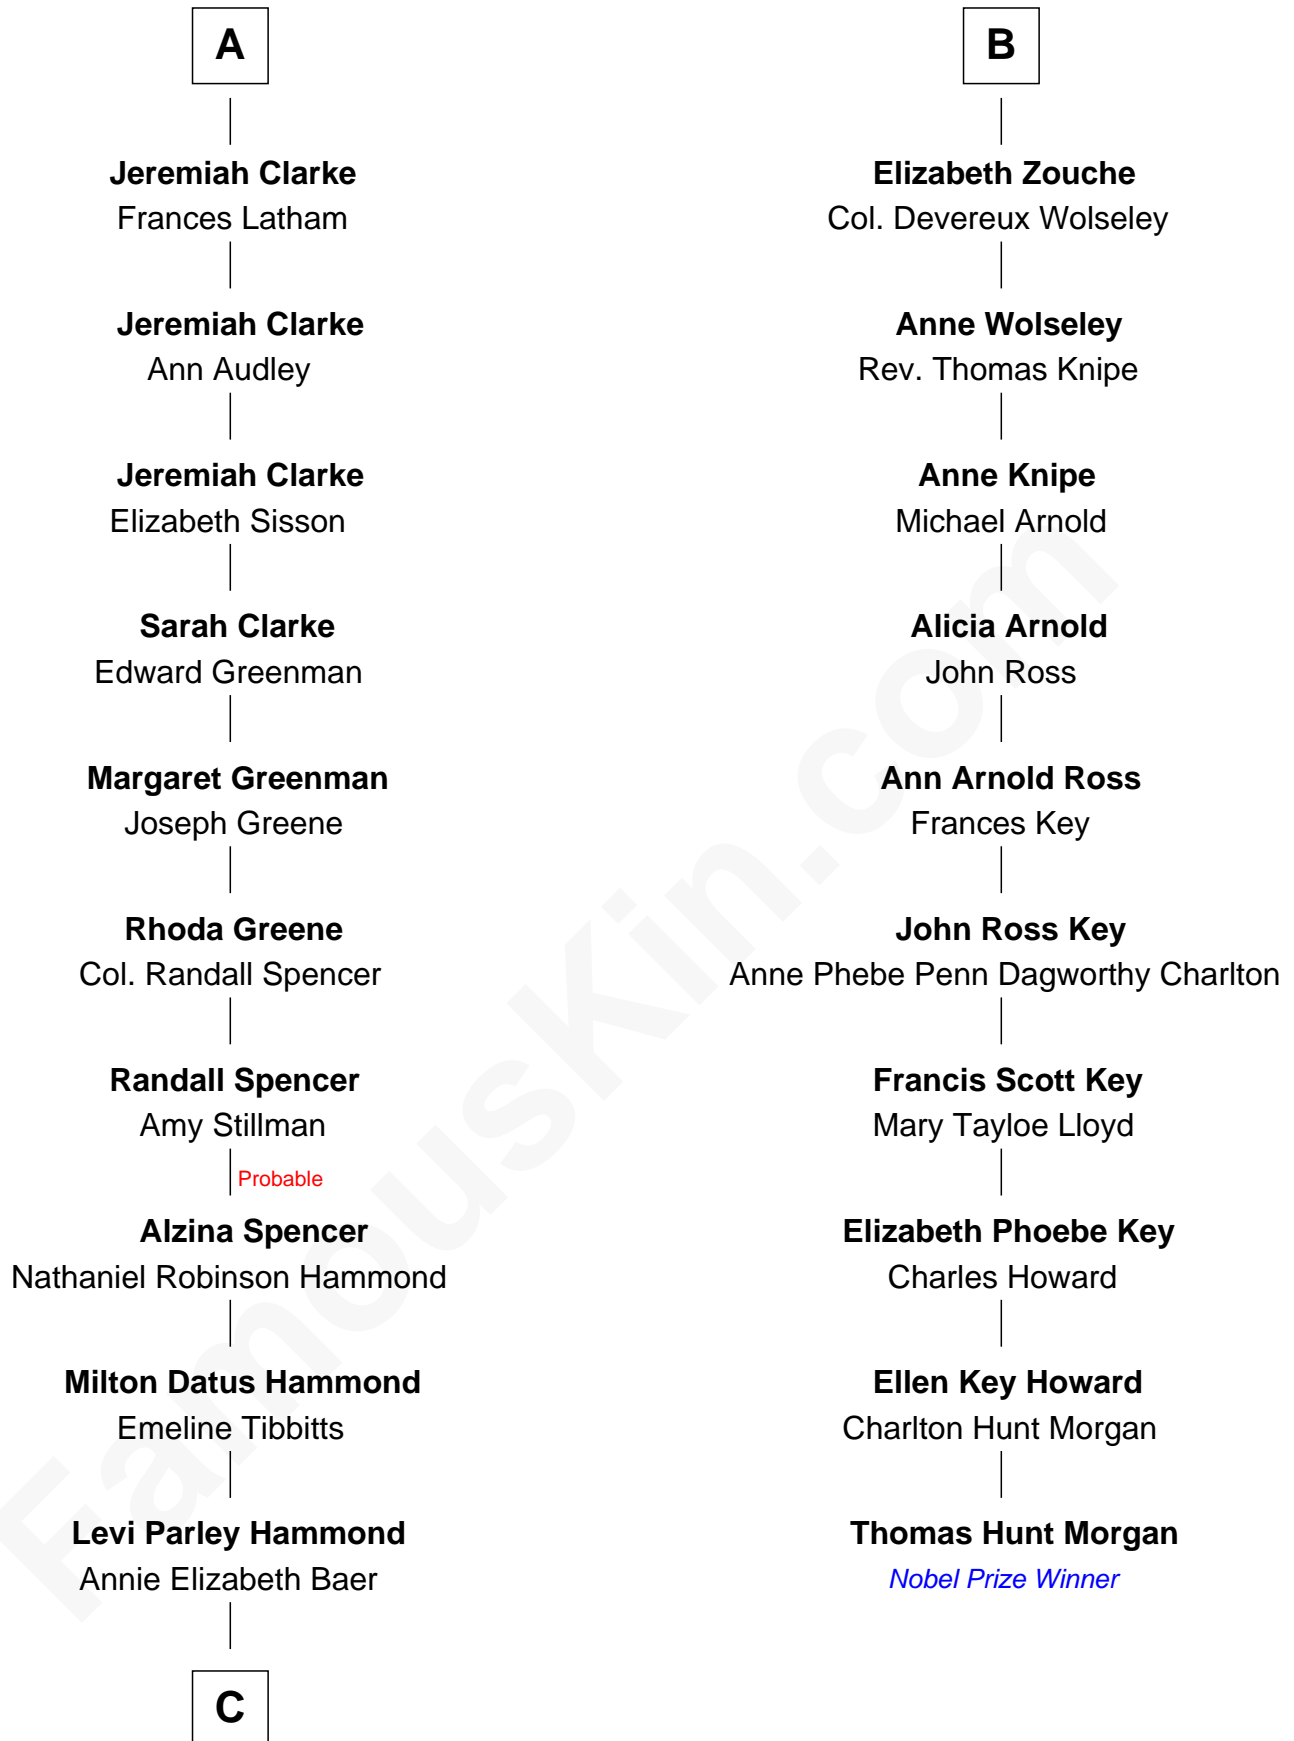 A
Jeremiah Clarke
Frances Latham
Jeremiah Clarke
Ann Audley
Jeremiah Clarke
Elizabeth Sisson
Sarah Clarke
Edward Greenman
Margaret Greenman
Joseph Greene
Rhoda Greene
Col. Randall Spencer
Randall Spencer
Amy Stillman
Probable
Alzina Spencer
Nathaniel Robinson Hammond
Milton Datus Hammond
Emeline Tibbitts
Levi Parley Hammond
Annie Elizabeth Baer
C
B
Elizabeth Zouche
Col. Devereux Wolseley
Anne Wolseley
Rev. Thomas Knipe
Anne Knipe
Michael Arnold
Alicia Arnold
John Ross
Ann Arnold Ross
Frances Key
John Ross Key
Anne Phebe Penn Dagworthy Charlton
Francis Scott Key
Mary Tayloe Lloyd
Elizabeth Phoebe Key
Charles Howard
Ellen Key Howard
Charlton Hunt Morgan
Thomas Hunt Morgan
Nobel Prize Winner
FamousKin.com